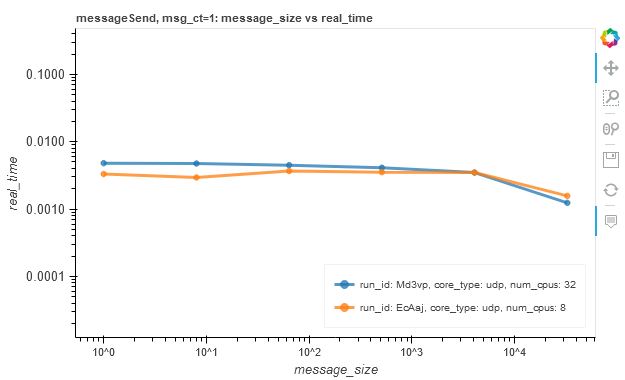 messageSend, msg_ct=1: message_size vs real_time
0.1000
0.0100
0.0010
0.0001
real_time
run_id: Md3vp, core_type: udp, num_cpus: 32
run_id: EcAaj, core_type: udp, num_cpus: 8
10^0 10^1 10^2 10^3 10^4
message_size